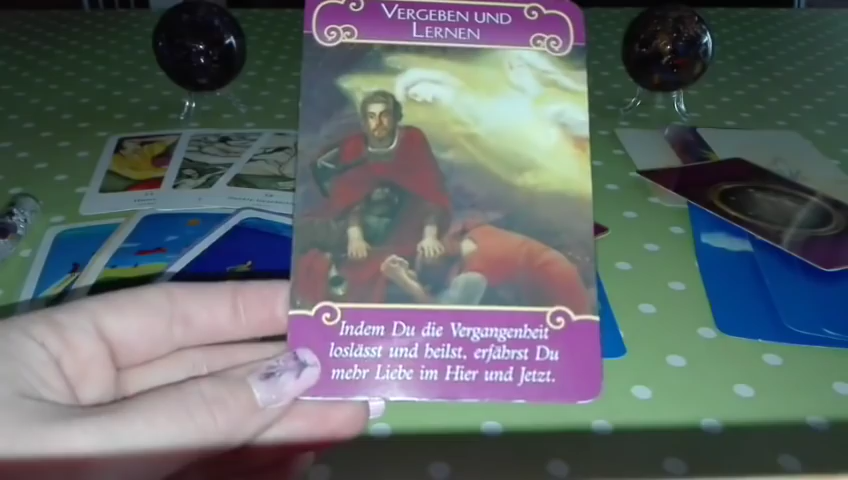 Vergeben und
Lernen
Indem Du die Vergangenheit
loslässt und heilst, erfährst Du
mehr Liebe im Hier und Jetzt.